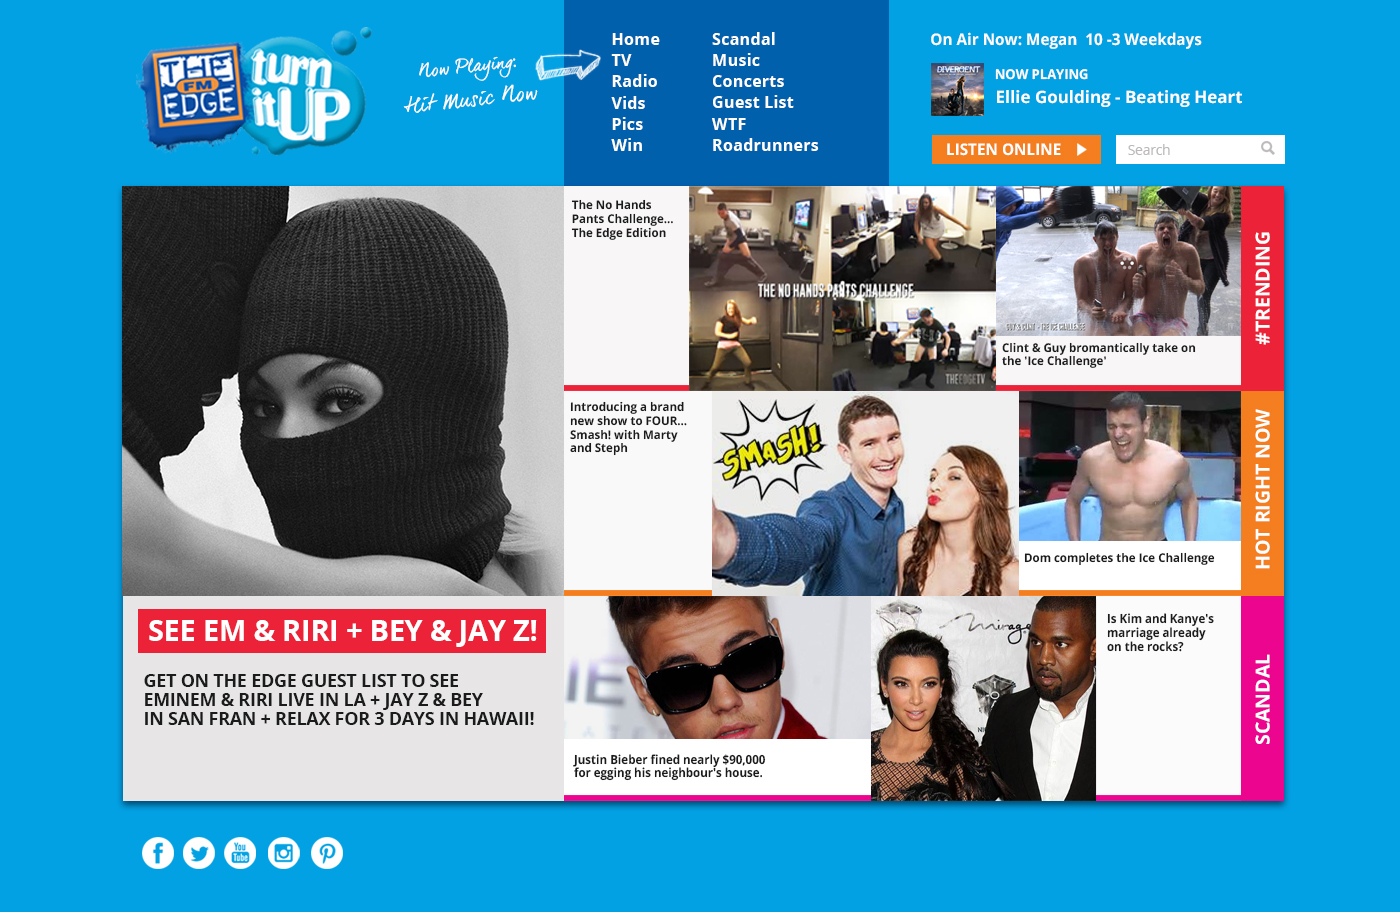 THE
FM
EDGE
turn
it UP
Now Playing:
Hit Music Now
Home
TV
Radio
Vids
Pics
Win
Scandal
Music
Concerts
Guest List
WTF
Roadrunners
On Air Now: Megan 10 -3 Weekdays
DIVERGENT
NOW PLAYING
Ellie Goulding - Beating Heart
LISTEN ONLINE
Search
The No Hands
Pants Challenge...
The Edge Edition
THE NO HANDS PANTS CHALLENGE
THEEDGETV
GUY & CLINT - THE ICE CHALLENGE
Clint & Guy bromantically take on
the 'Ice Challenge'
#TRENDING
Introducing a brand
new show to FOUR...
Smash! with Marty
and Steph
SMASH!
Dom completes the Ice Challenge
HOT RIGHT NOW
SEE EM & RIRI + BEY & JAY Z!
GET ON THE EDGE GUEST LIST TO SEE
EMINEM & RIRI LIVE IN LA + JAY Z & BEY
IN SAN FRAN + RELAX FOR 3 DAYS IN HAWAII!
Justin Bieber fined nearly $90,000
for egging his neighbour's house.
mirage
Is Kim and Kanye's
marriage already
on the rocks?
SCANDAL
You
Tube